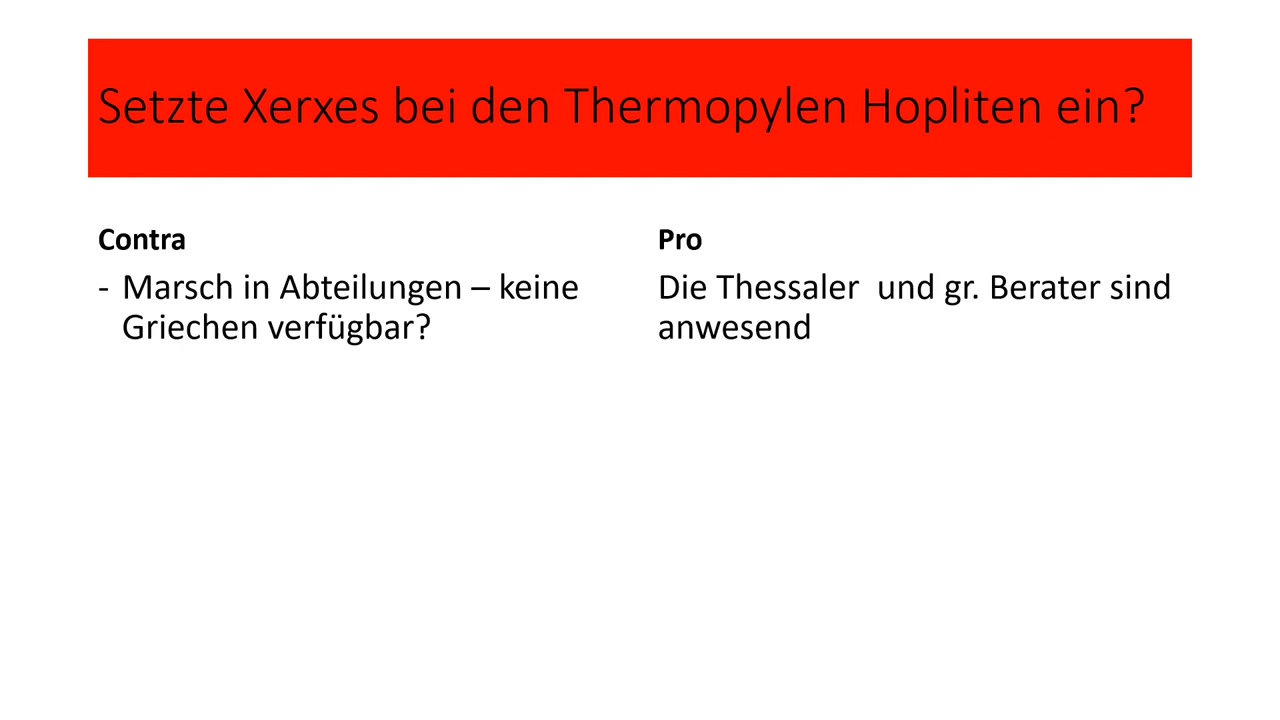 Setzte Xerxes bei den Thermopylen Hopliten ein?
Contra
- Marsch in Abteilungen – keine
Griechen verfügbar?
Pro
Die Thessaler  und gr. Berater sind
anwesend